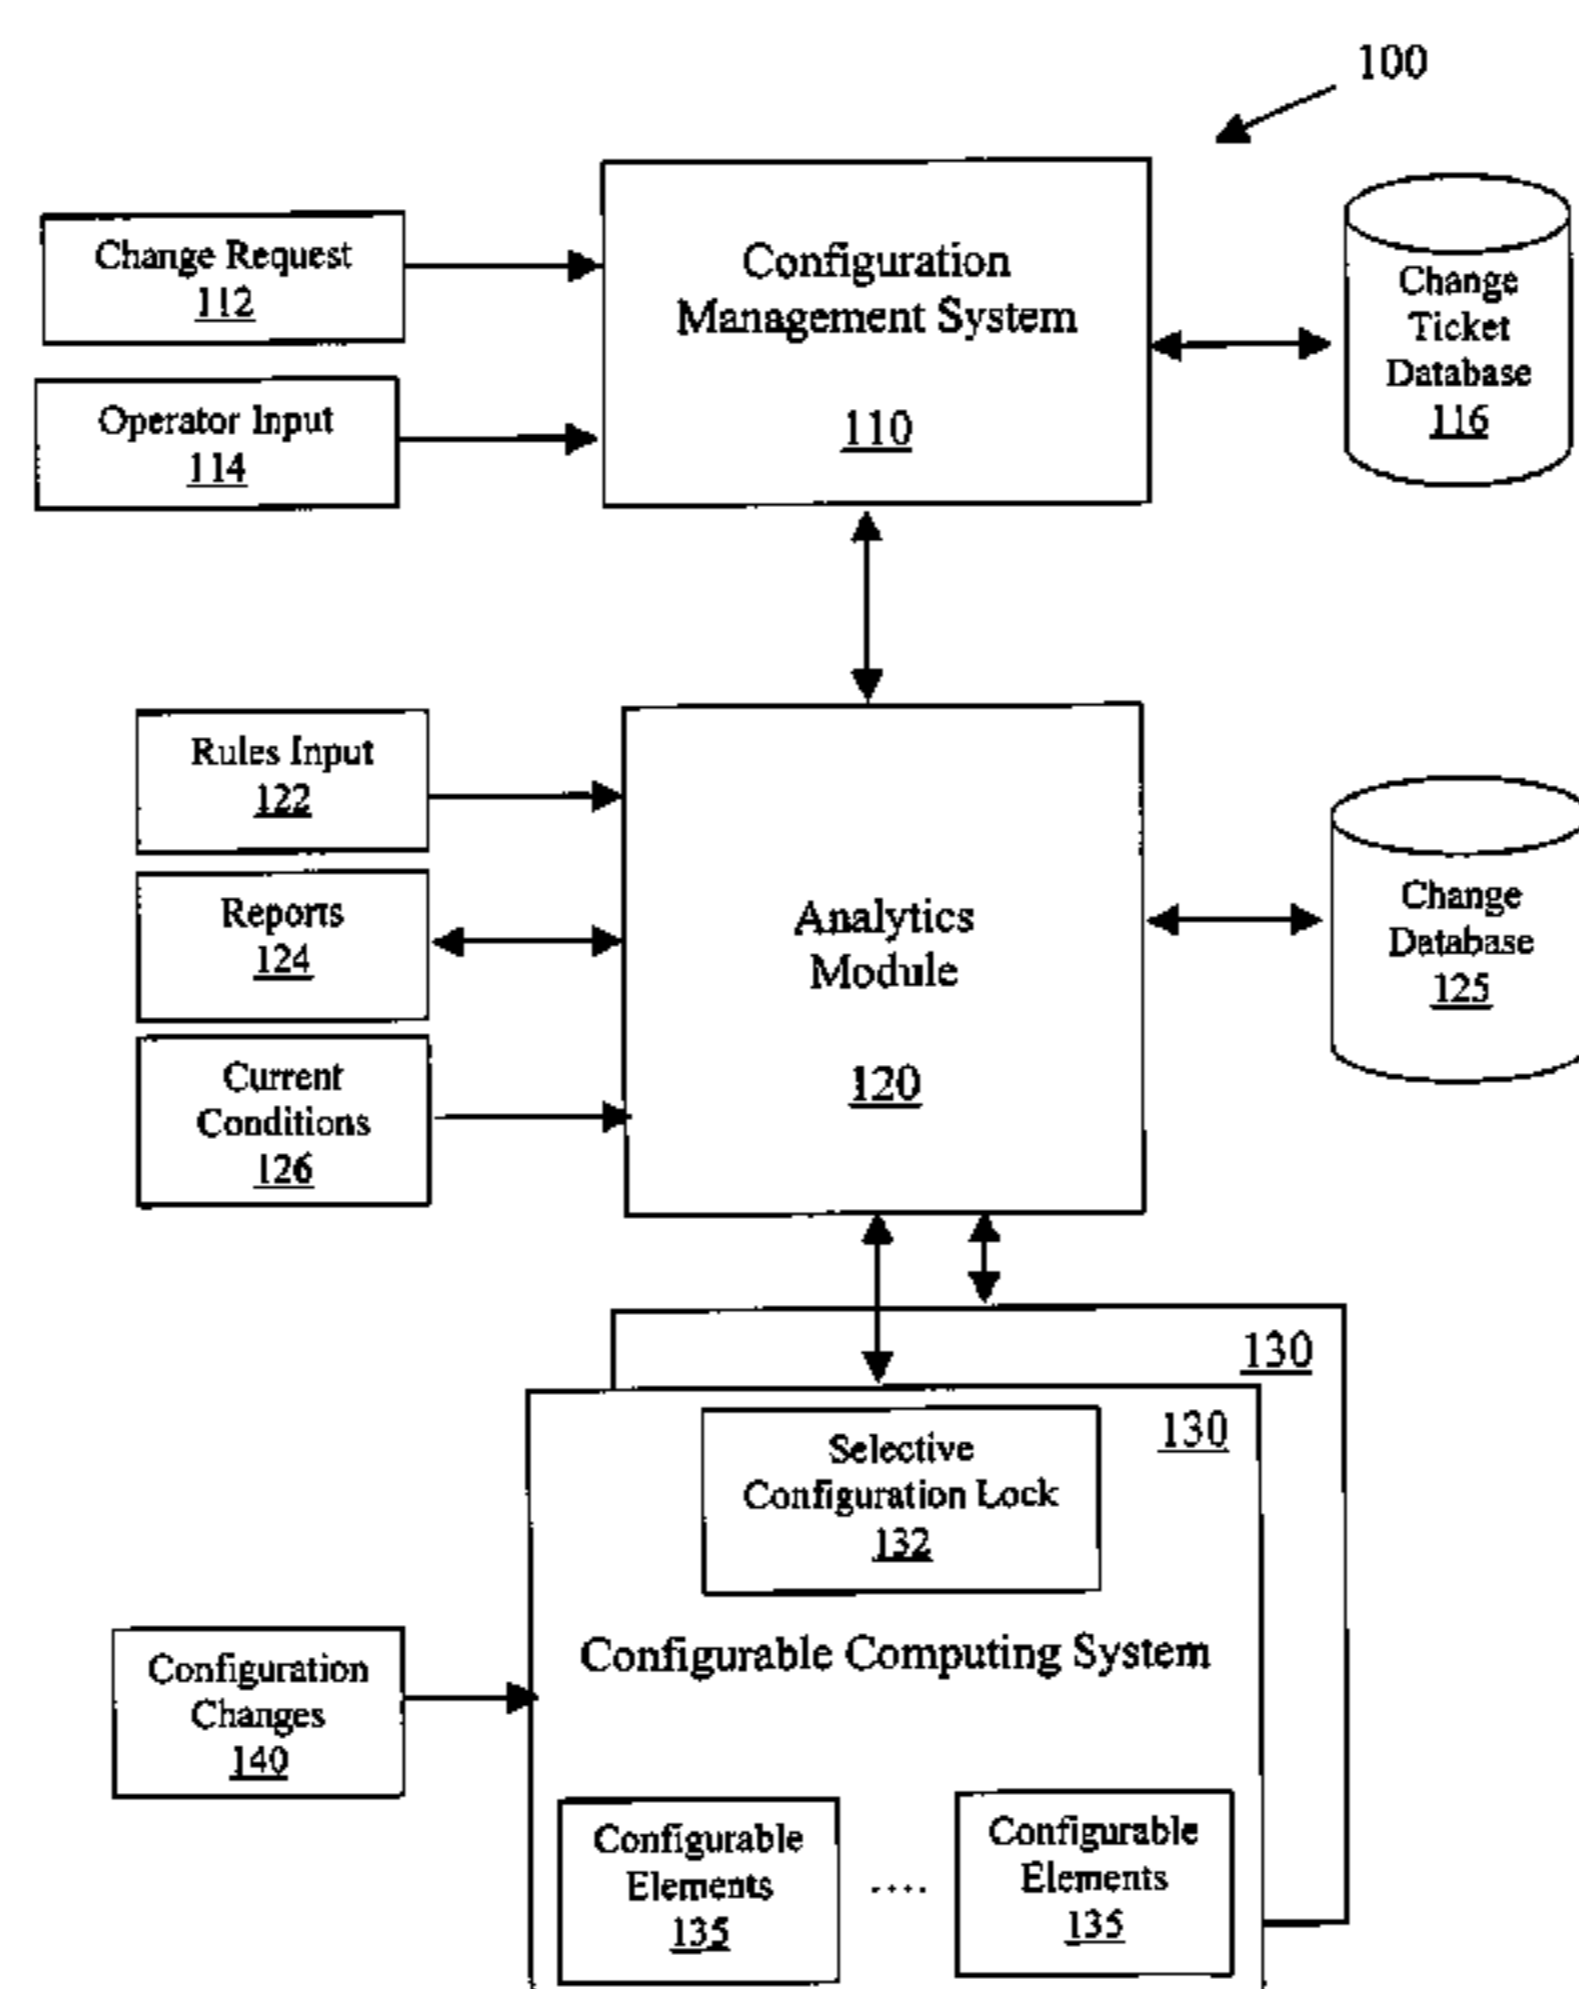 100
Change Request
112
Operator Input
114
Configuration
Management System
110
Change
Ticket
Database
116
Rules Input
122
Reports
124
Current
Conditions
126
Analytics
Module
120
Change
Database
125
130
130
Selective
Configuration Lock
132
Configurable Computing System
Configuration
Changes
140
Configurable
Elements
135
....
Configurable
Elements
135